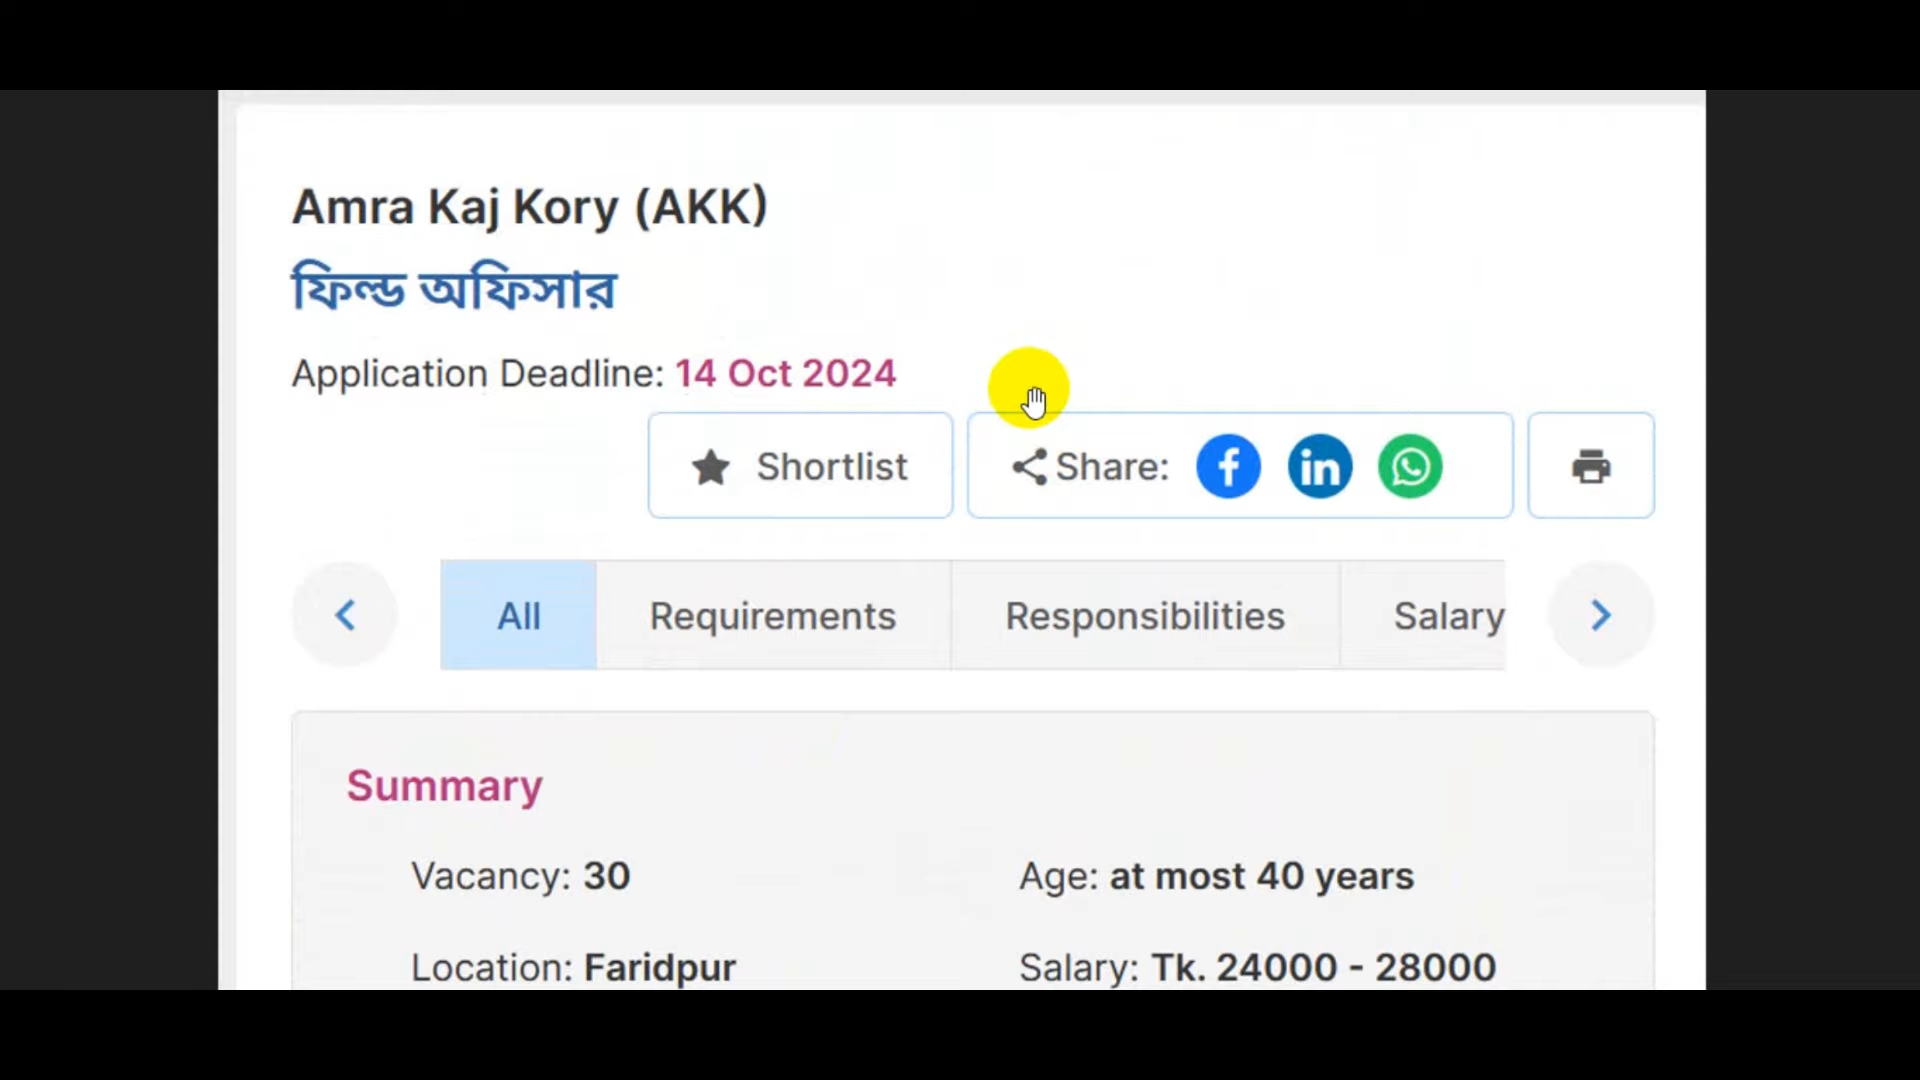 Amra Kaj Kory (AKK)
ফিল্ড অফিসার
Application Deadline: 14 Oct 2024
Shortlist
Share:
All
Requirements
Responsibilities
Salary
Summary
Vacancy: 30
Age: at most 40 years
Location: Faridpur
Salary: Tk. 24000 - 28000